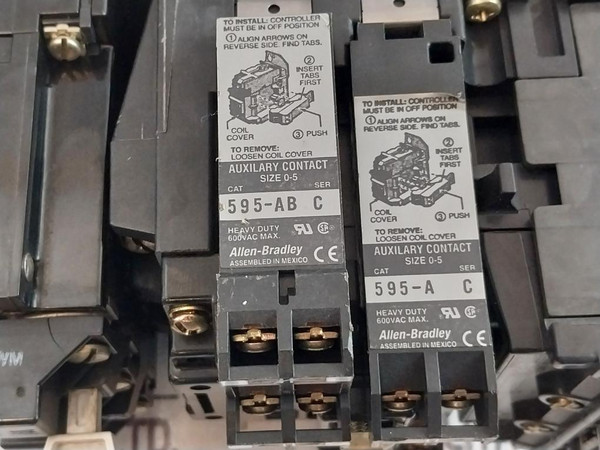 TO INSTALL: CONTROLLER
MUST BE IN OFF POSITION
① ALIGN ARROWS ON
REVERSE SIDE. FIND TABS.
②
INSERT
TABS
FIRST
COIL
COVER
③ PUSH
TO REMOVE:
LOOSEN COIL COVER
AUXILARY CONTACT
SIZE 0-5
CAT SER
595-AB C
HEAVY DUTY
600VAC MAX.
Allen-Bradley
ASSEMBLED IN MEXICO
CE
TO INSTALL: CONTROLLER
MUST BE IN OFF POSITION
① ALIGN ARROWS ON
REVERSE SIDE. FIND TABS.
②
INSERT
TABS
FIRST
COIL
COVER
③ PUSH
TO REMOVE:
LOOSEN COIL COVER
AUXILARY CONTACT
SIZE 0-5
CAT SER
595-A C
HEAVY DUTY
600VAC MAX.
Allen-Bradley
ASSEMBLED IN MEXICO
CE